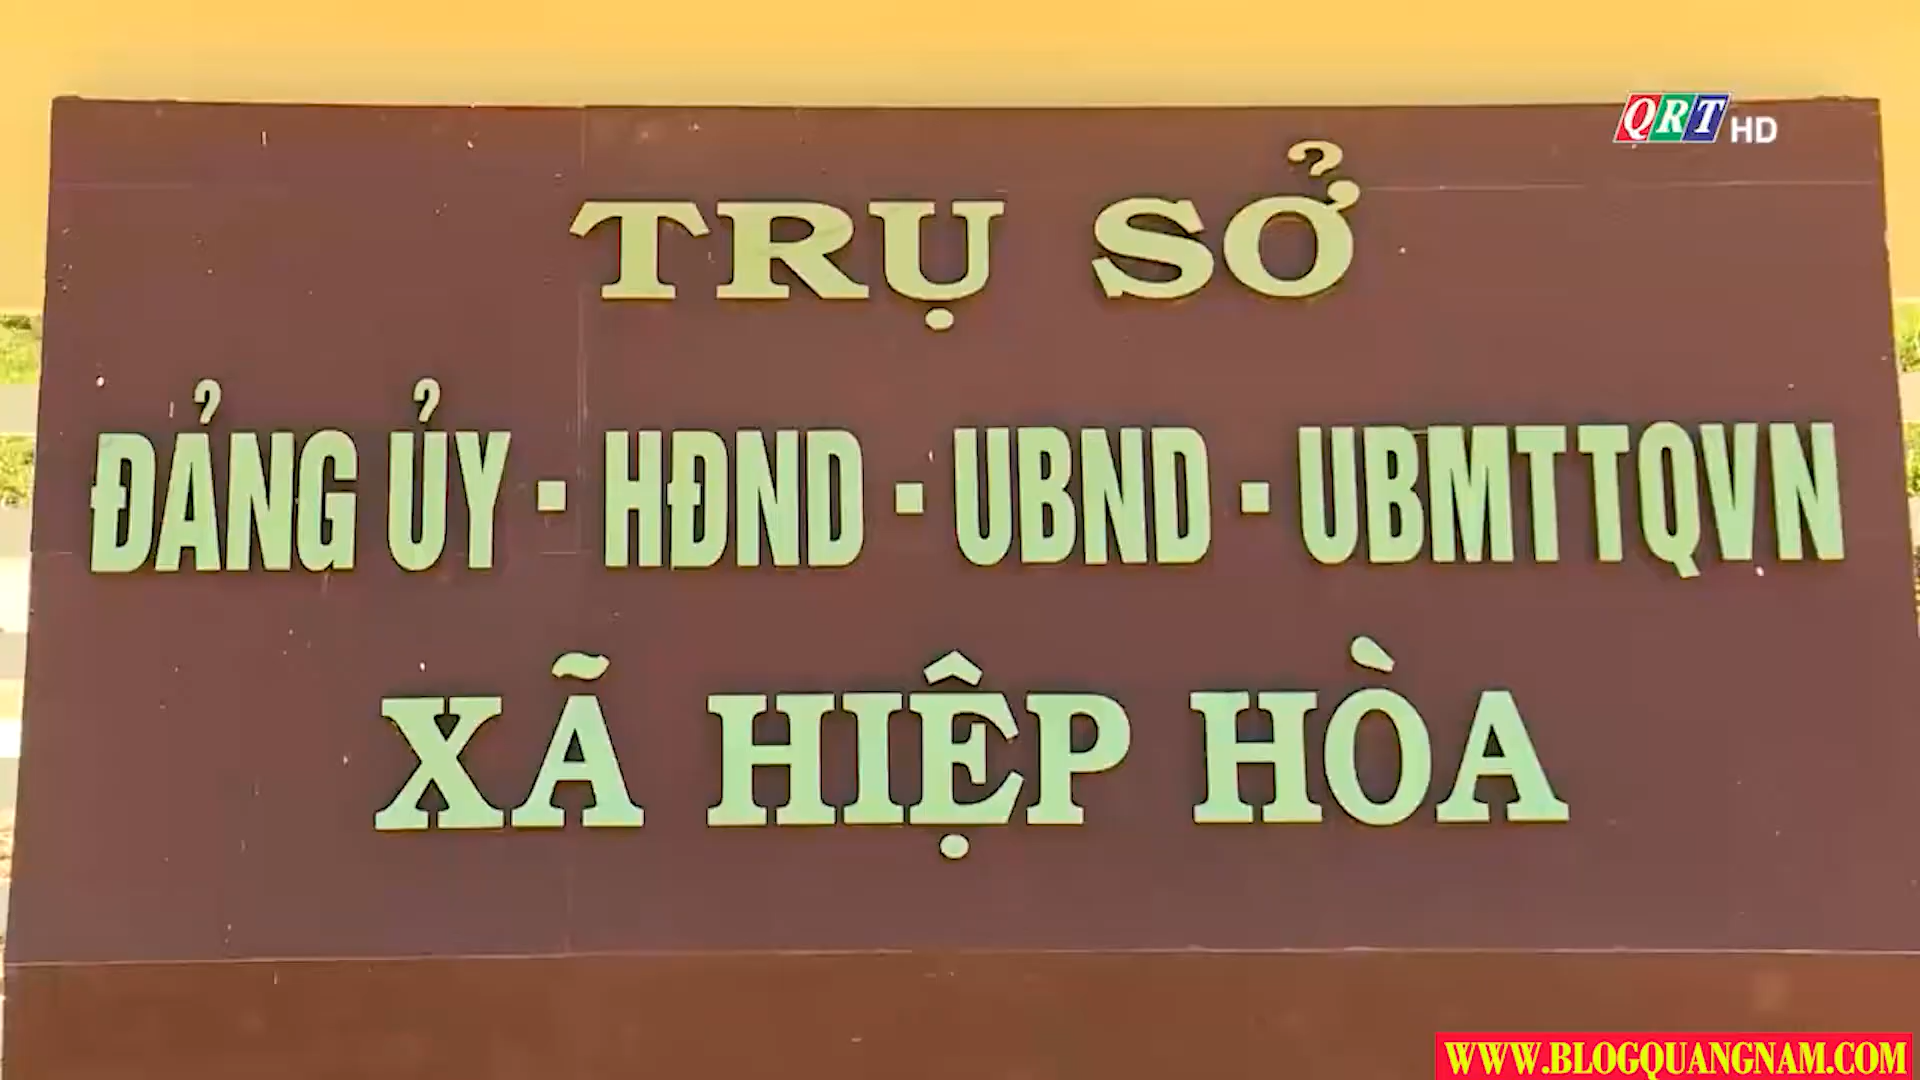 QRT HD
TRỤ SỞ
ĐẢNG ỦY - HĐND - UBND - UBMTTQVN
XÃ HIỆP HÒA
WWW.BLOGQUANGNAM.COM